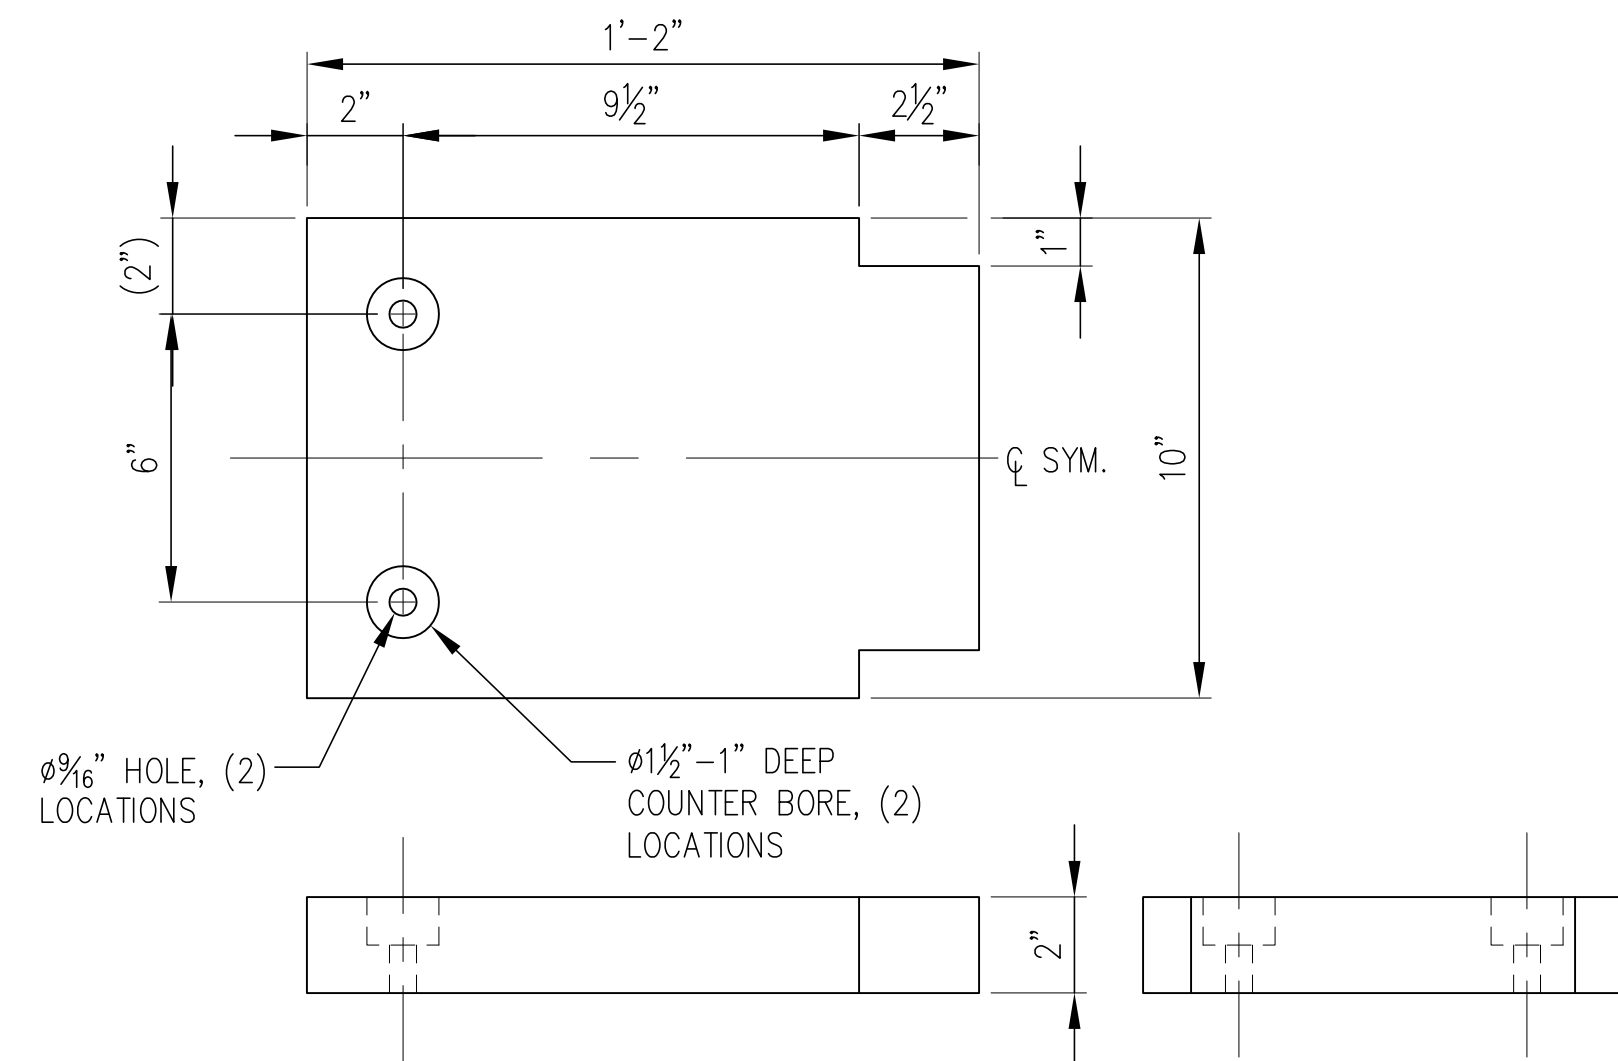 1'-2"
2"
9½"
2½"
(2")
1"
6"
℄ SYM.
10"
⌀9⁄16" HOLE, (2)
LOCATIONS
⌀1½"-1" DEEP
COUNTER BORE, (2)
LOCATIONS
2"